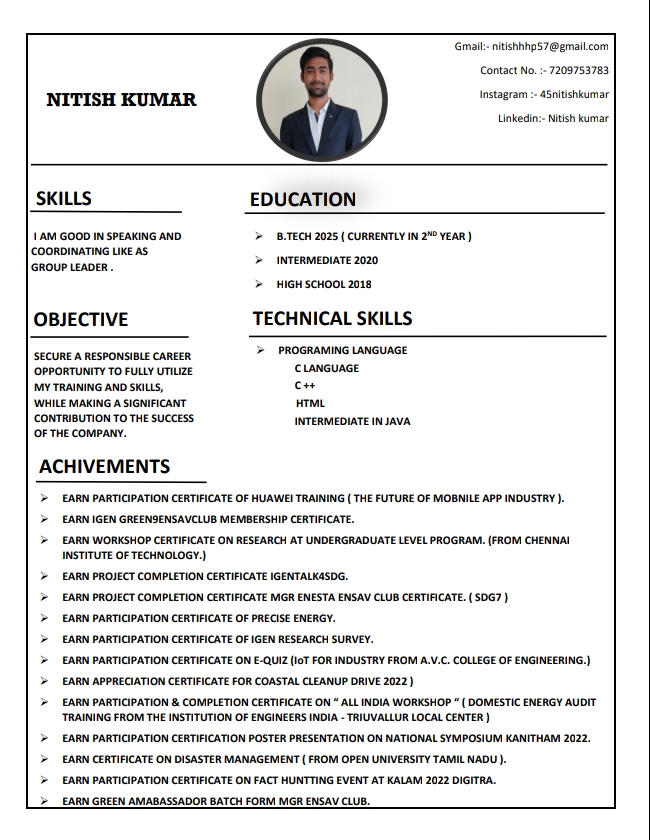 NITISH KUMAR
Gmail:- nitishhhp57@gmail.com
Contact No. :- 7209753783
Instagram :- 45nitishkumar
Linkedin:- Nitish kumar
SKILLS
I AM GOOD IN SPEAKING AND
COORDINATING LIKE AS
GROUP LEADER .
EDUCATION
➢ B.TECH 2025 ( CURRENTLY IN 2ND YEAR )
➢ INTERMEDIATE 2020
➢ HIGH SCHOOL 2018
OBJECTIVE
SECURE A RESPONSIBLE CAREER
OPPORTUNITY TO FULLY UTILIZE
MY TRAINING AND SKILLS,
WHILE MAKING A SIGNIFICANT
CONTRIBUTION TO THE SUCCESS
OF THE COMPANY.
TECHNICAL SKILLS
➢ PROGRAMING LANGUAGE
C LANGUAGE
C ++
HTML
INTERMEDIATE IN JAVA
ACHIVEMENTS
➢ EARN PARTICIPATION CERTIFICATE OF HUAWEI TRAINING ( THE FUTURE OF MOBNILE APP INDUSTRY ).
➢ EARN IGEN GREEN9ENSAVCLUB MEMBERSHIP CERTIFICATE.
➢ EARN WORKSHOP CERTIFICATE ON RESEARCH AT UNDERGRADUATE LEVEL PROGRAM. (FROM CHENNAI
INSTITUTE OF TECHNOLOGY.)
➢ EARN PROJECT COMPLETION CERTIFICATE IGENTALK4SDG.
➢ EARN PROJECT COMPLETION CERTIFICATE MGR ENESTA ENSAV CLUB CERTIFICATE. ( SDG7 )
➢ EARN PARTICIPATION CERTIFICATE OF PRECISE ENERGY.
➢ EARN PARTICIPATION CERTIFICATE OF IGEN RESEARCH SURVEY.
➢ EARN PARTICIPATION CERTIFICATE ON E-QUIZ (IoT FOR INDUSTRY FROM A.V.C. COLLEGE OF ENGINEERING.)
➢ EARN APPRECIATION CERTIFICATE FOR COASTAL CLEANUP DRIVE 2022 )
➢ EARN PARTICIPATION & COMPLETION CERTIFICATE ON “ ALL INDIA WORKSHOP “ ( DOMESTIC ENERGY AUDIT
TRAINING FROM THE INSTITUTION OF ENGINEERS INDIA - TRIUVALLUR LOCAL CENTER )
➢ EARN PARTICIPATION CERTIFICATION POSTER PRESENTATION ON NATIONAL SYMPOSIUM KANITHAM 2022.
➢ EARN CERTIFICATE ON DISASTER MANAGEMENT ( FROM OPEN UNIVERSITY TAMIL NADU ).
➢ EARN PARTICIPATION CERTIFICATE ON FACT HUNTTING EVENT AT KALAM 2022 DIGITRA.
➢ EARN GREEN AMABASSADOR BATCH FORM MGR ENSAV CLUB.